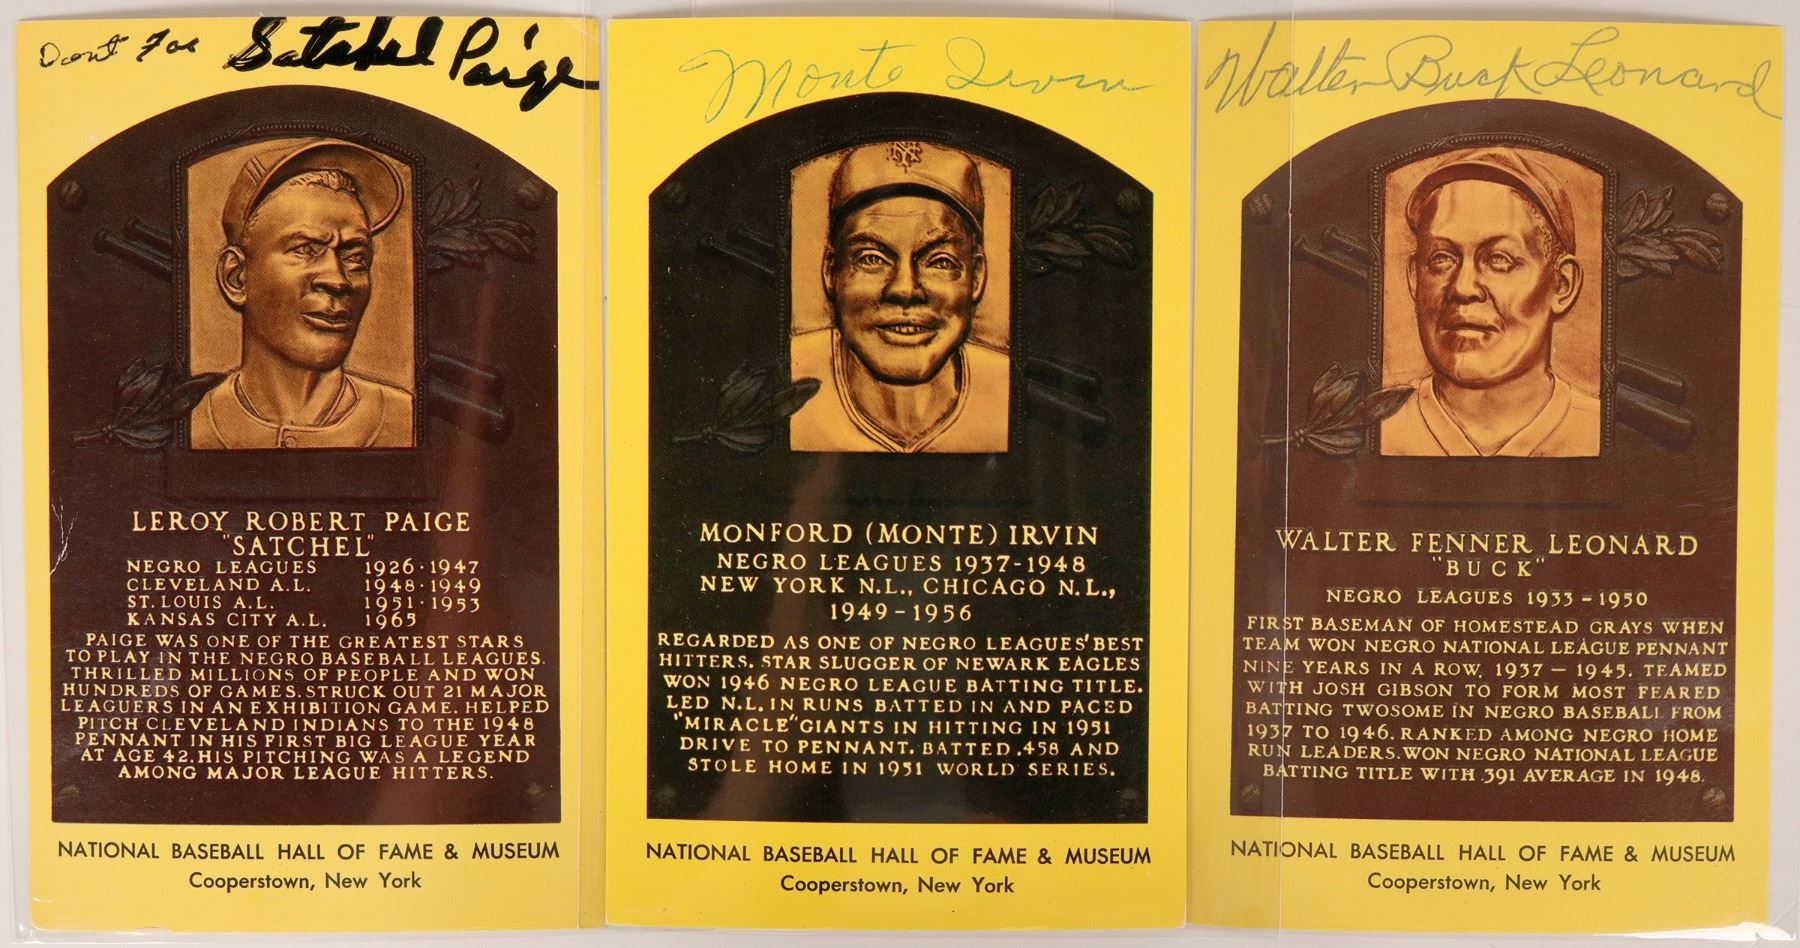 Satchel Paige
LEROY ROBERT PAIGE
"SATCHEL"
NEGRO LEAGUES 1926·1947
CLEVELAND A.L. 1948·1949
ST. LOUIS A.L. 1951·1953
KANSAS CITY A.L. 1965
PAIGE WAS ONE OF THE GREATEST STARS
TO PLAY IN THE NEGRO BASEBALL LEAGUES.
THRILLED MILLIONS OF PEOPLE AND WON
HUNDREDS OF GAMES. STRUCK OUT 21 MAJOR
LEAGUERS IN AN EXHIBITION GAME. HELPED
PITCH CLEVELAND INDIANS TO THE 1948
PENNANT IN HIS FIRST BIG LEAGUE YEAR
AT AGE 42. HIS PITCHING WAS A LEGEND
AMONG MAJOR LEAGUE HITTERS.
NATIONAL BASEBALL HALL OF FAME & MUSEUM
Cooperstown, New York
Monte Irvin
NY
MONFORD (MONTE) IRVIN
NEGRO LEAGUES 1937-1948
NEW YORK N.L., CHICAGO N.L.,
1949-1956
REGARDED AS ONE OF NEGRO LEAGUES' BEST
HITTERS. STAR SLUGGER OF NEWARK EAGLES
WON 1946 NEGRO LEAGUE BATTING TITLE.
LED N.L. IN RUNS BATTED IN AND PACED
"MIRACLE" GIANTS IN HITTING IN 1951
DRIVE TO PENNANT. BATTED .458 AND
STOLE HOME IN 1951 WORLD SERIES.
NATIONAL BASEBALL HALL OF FAME & MUSEUM
Cooperstown, New York
Walter Buck Leonard
WALTER FENNER LEONARD
"BUCK"
NEGRO LEAGUES 1933-1950
FIRST BASEMAN OF HOMESTEAD GRAYS WHEN
TEAM WON NEGRO NATIONAL LEAGUE PENNANT
NINE YEARS IN A ROW, 1937-1945. TEAMED
WITH JOSH GIBSON TO FORM MOST FEARED
BATTING TWOSOME IN NEGRO BASEBALL FROM
1937 TO 1946. RANKED AMONG NEGRO HOME
RUN LEADERS. WON NEGRO NATIONAL LEAGUE
BATTING TITLE WITH .391 AVERAGE IN 1948.
NATIONAL BASEBALL HALL OF FAME & MUSEUM
Cooperstown, New York